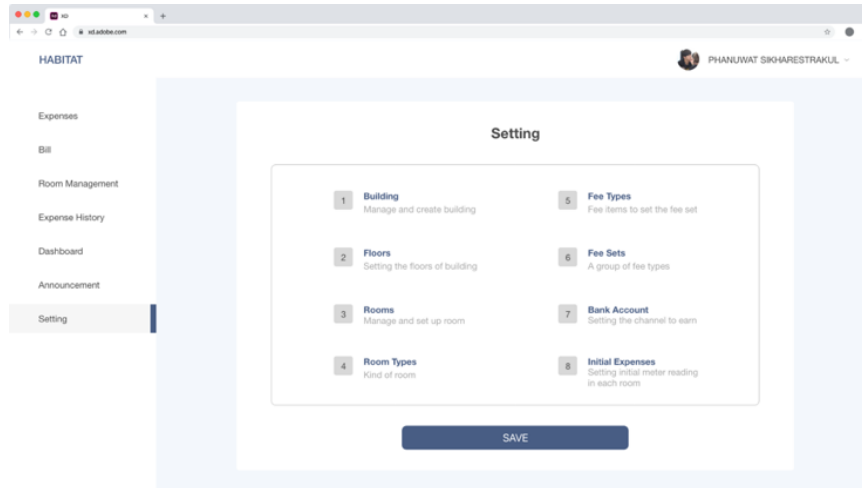 XD
xd.adobe.com
HABITAT
PHANUWAT SIKHARESTRAKUL
Expenses
Bill
Room Management
Expense History
Dashboard
Announcement
Setting
Setting
1
Building
Manage and create building
2
Floors
Setting the floors of building
3
Rooms
Manage and set up room
4
Room Types
Kind of room
5
Fee Types
Fee items to set the fee set
6
Fee Sets
A group of fee types
7
Bank Account
Setting the channel to earn
8
Initial Expenses
Setting initial meter reading
in each room
SAVE